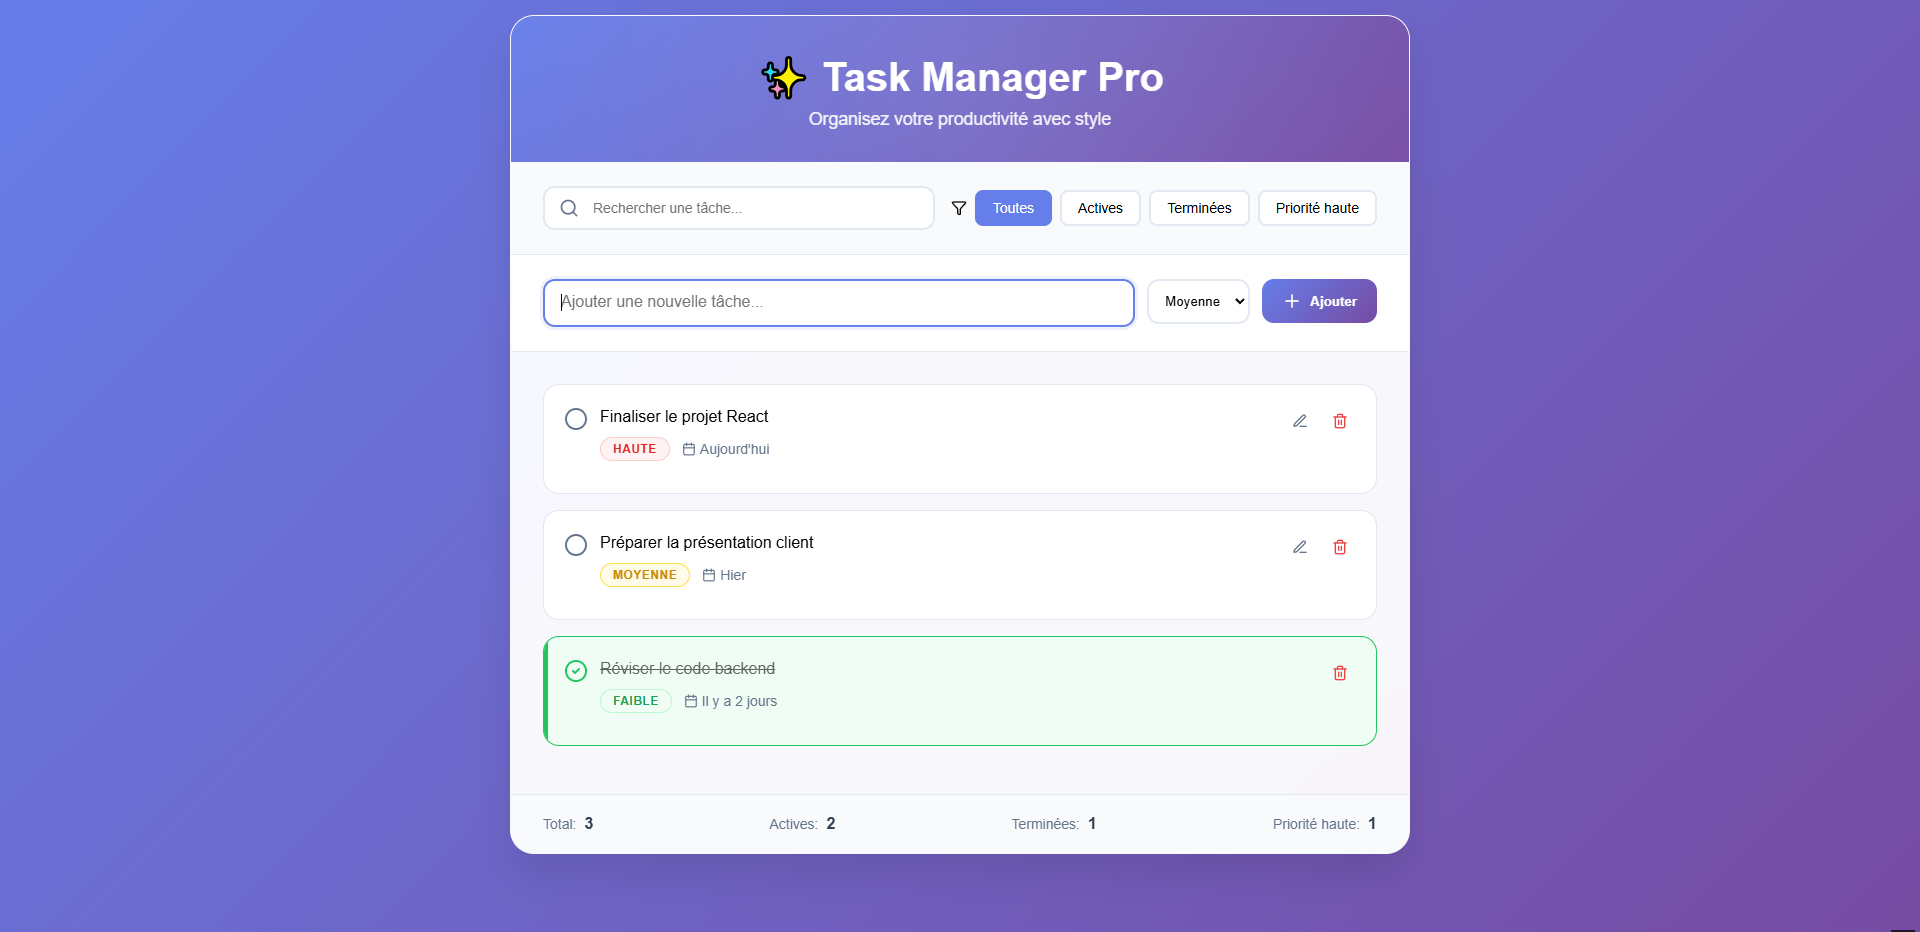 Task Manager Pro
Organisez votre productivité avec style
Rechercher une tâche...
Toutes
Actives
Terminées
Priorité haute
Ajouter une nouvelle tâche...
Moyenne
Ajouter
Finaliser le projet React
HAUTE Aujourd'hui
Préparer la présentation client
MOYENNE Hier
Réviser le code backend
FAIBLE Il y a 2 jours
Total: 3 Actives: 2 Terminées: 1 Priorité haute: 1